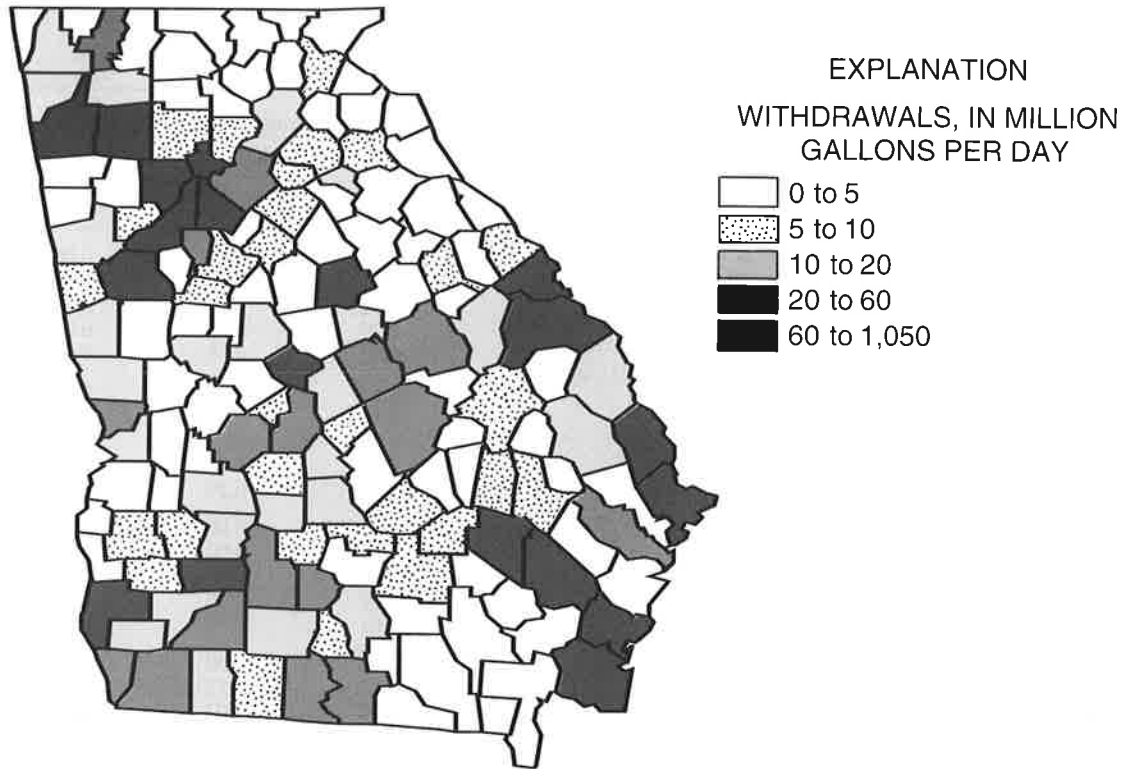 EXPLANATION
WITHDRAWALS, IN MILLION
GALLONS PER DAY
0 to 5
5 to 10
10 to 20
20 to 60
60 to 1,050